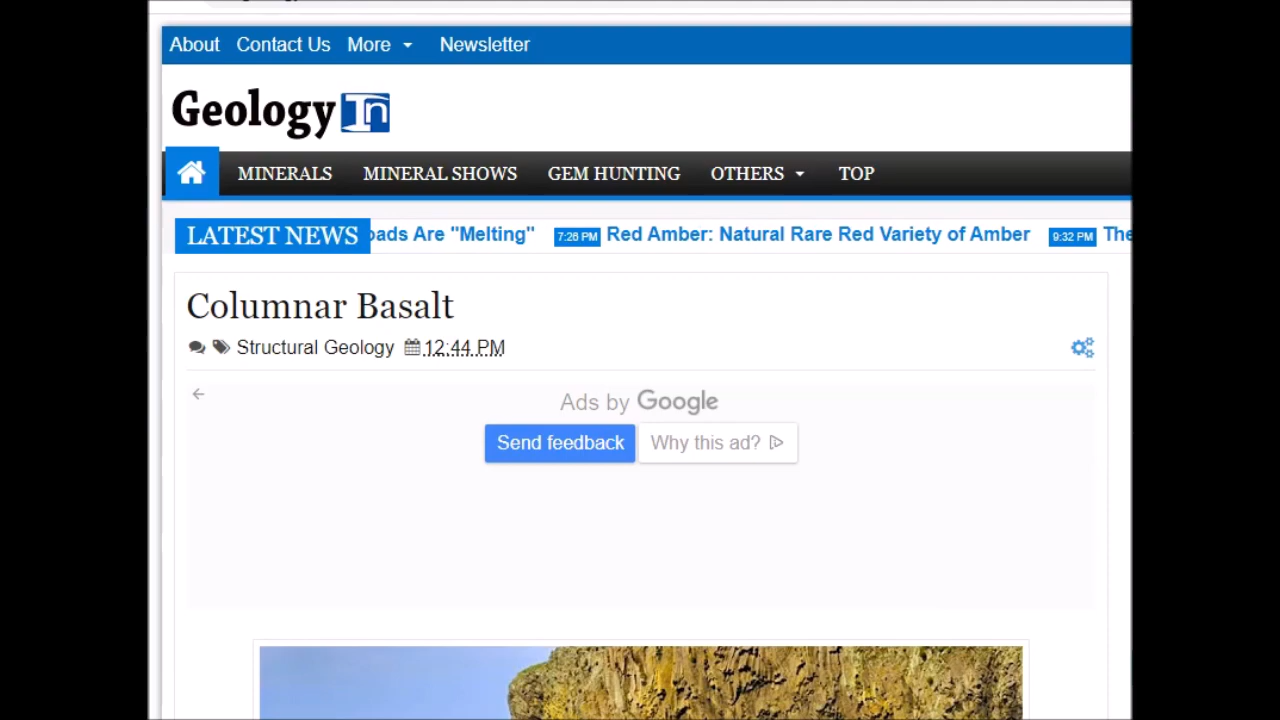 About Contact Us More Newsletter
Geology In
MINERALS MINERAL SHOWS GEM HUNTING OTHERS TOP
LATEST NEWS oads Are "Melting" 7:26 PM Red Amber: Natural Rare Red Variety of Amber 9:32 PM The
Columnar Basalt
Structural Geology 12:44 PM
Ads by Google
Send feedback Why this ad?